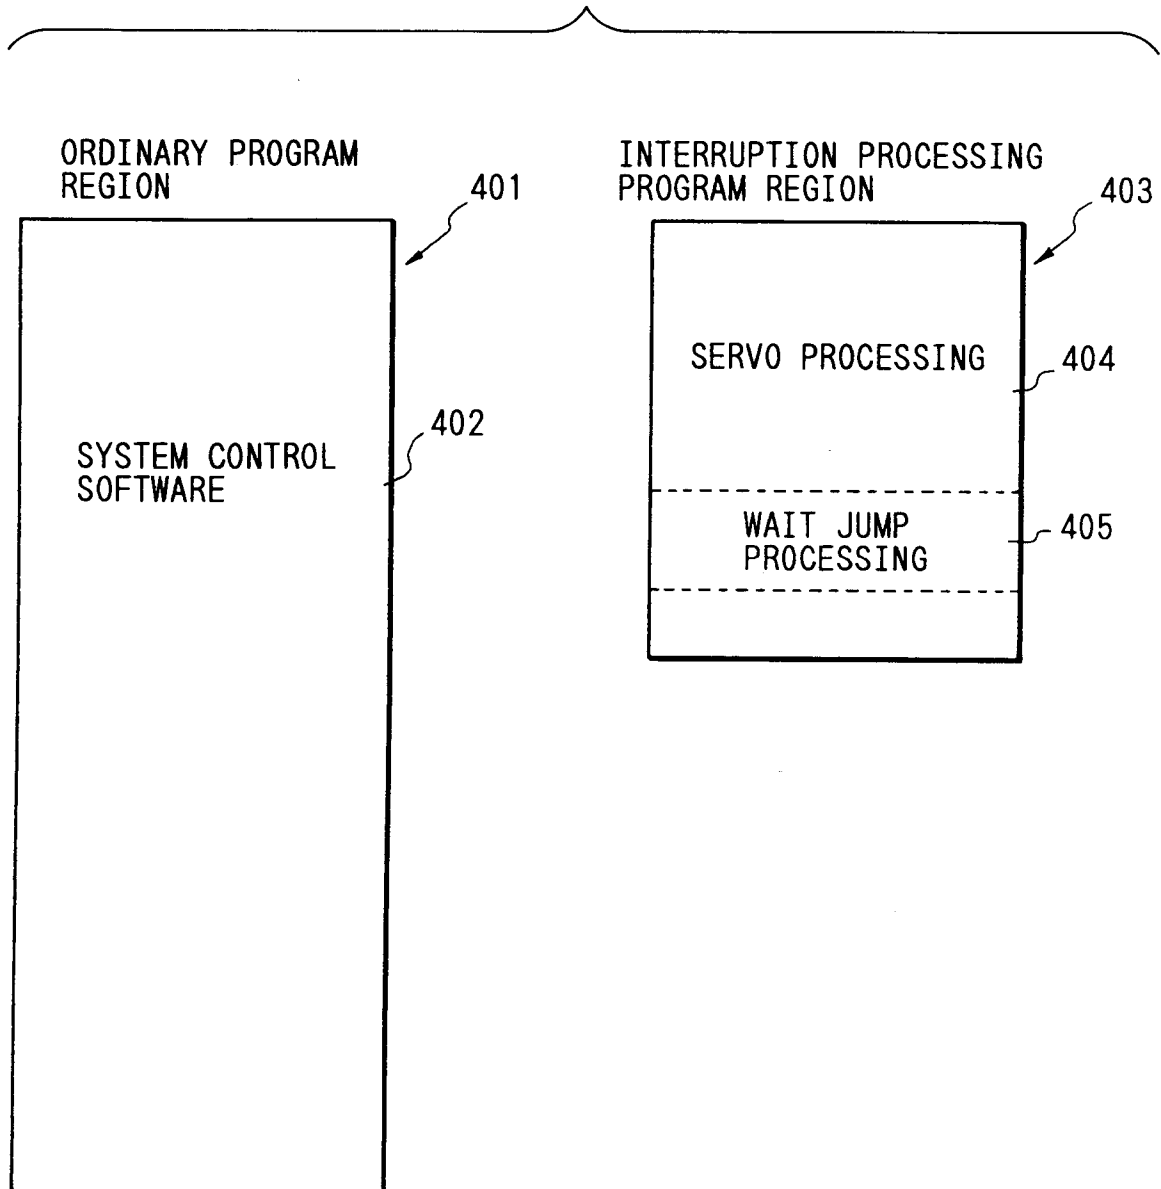 ORDINARY PROGRAM
REGION
401
SYSTEM CONTROL
SOFTWARE
402
INTERRUPTION PROCESSING
PROGRAM REGION
403
SERVO PROCESSING
404
WAIT JUMP
PROCESSING
405